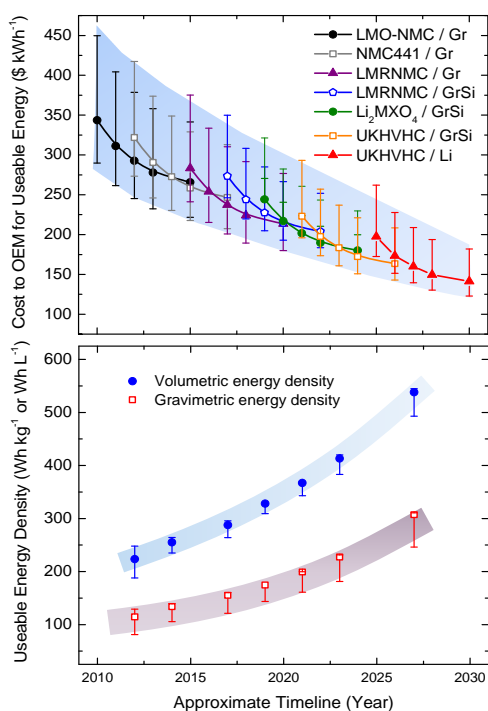 Cost to OEM for Useable Energy ($ kWh⁻¹)
450
400
350
300
250
200
150
100
LMO-NMC / Gr
NMC441 / Gr
LMRNMC / Gr
LMRNMC / GrSi
Li₂MXO₄ / GrSi
UKHVHC / GrSi
UKHVHC / Li
Useable Energy Density (Wh kg⁻¹ or Wh L⁻¹)
600
500
400
300
200
100
Volumetric energy density
Gravimetric energy density
2010 2015 2020 2025 2030
Approximate Timeline (Year)